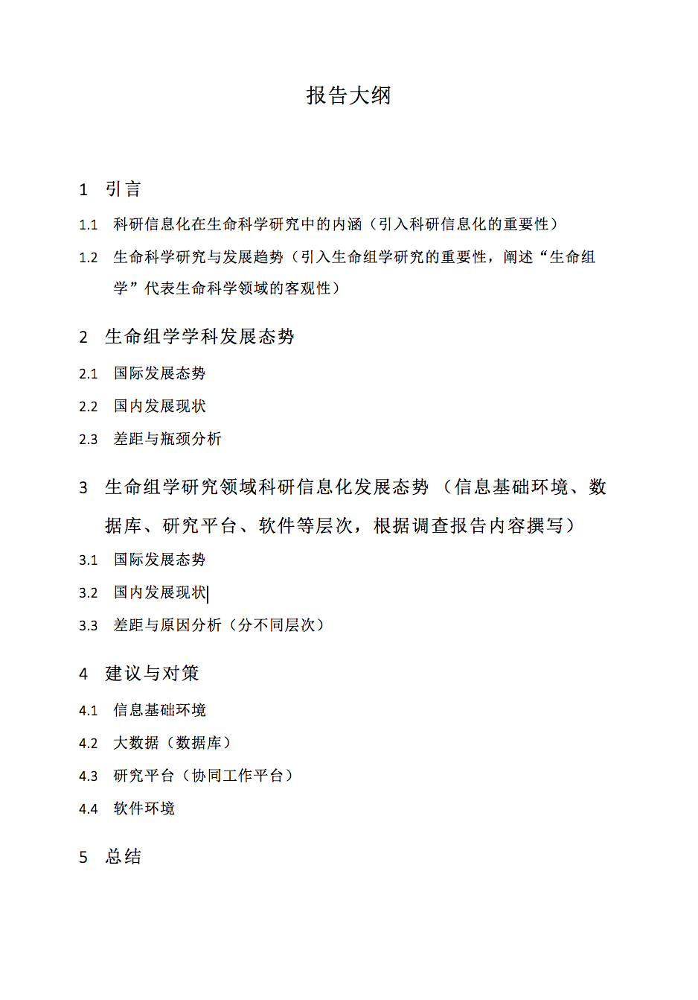 报告大纲
1 引言
1.1 科研信息化在生命科学研究中的内涵（引入科研信息化的重要性）
1.2 生命科学研究与发展趋势（引入生命组学研究的重要性，阐述“生命组
学”代表生命科学领域的客观性）
2 生命组学学科发展态势
2.1 国际发展态势
2.2 国内发展现状
2.3 差距与瓶颈分析
3 生命组学研究领域科研信息化发展态势 （信息基础环境、数
据库、研究平台、软件等层次，根据调查报告内容撰写）
3.1 国际发展态势
3.2 国内发展现状
3.3 差距与原因分析（分不同层次）
4 建议与对策
4.1 信息基础环境
4.2 大数据（数据库）
4.3 研究平台（协同工作平台）
4.4 软件环境
5 总结